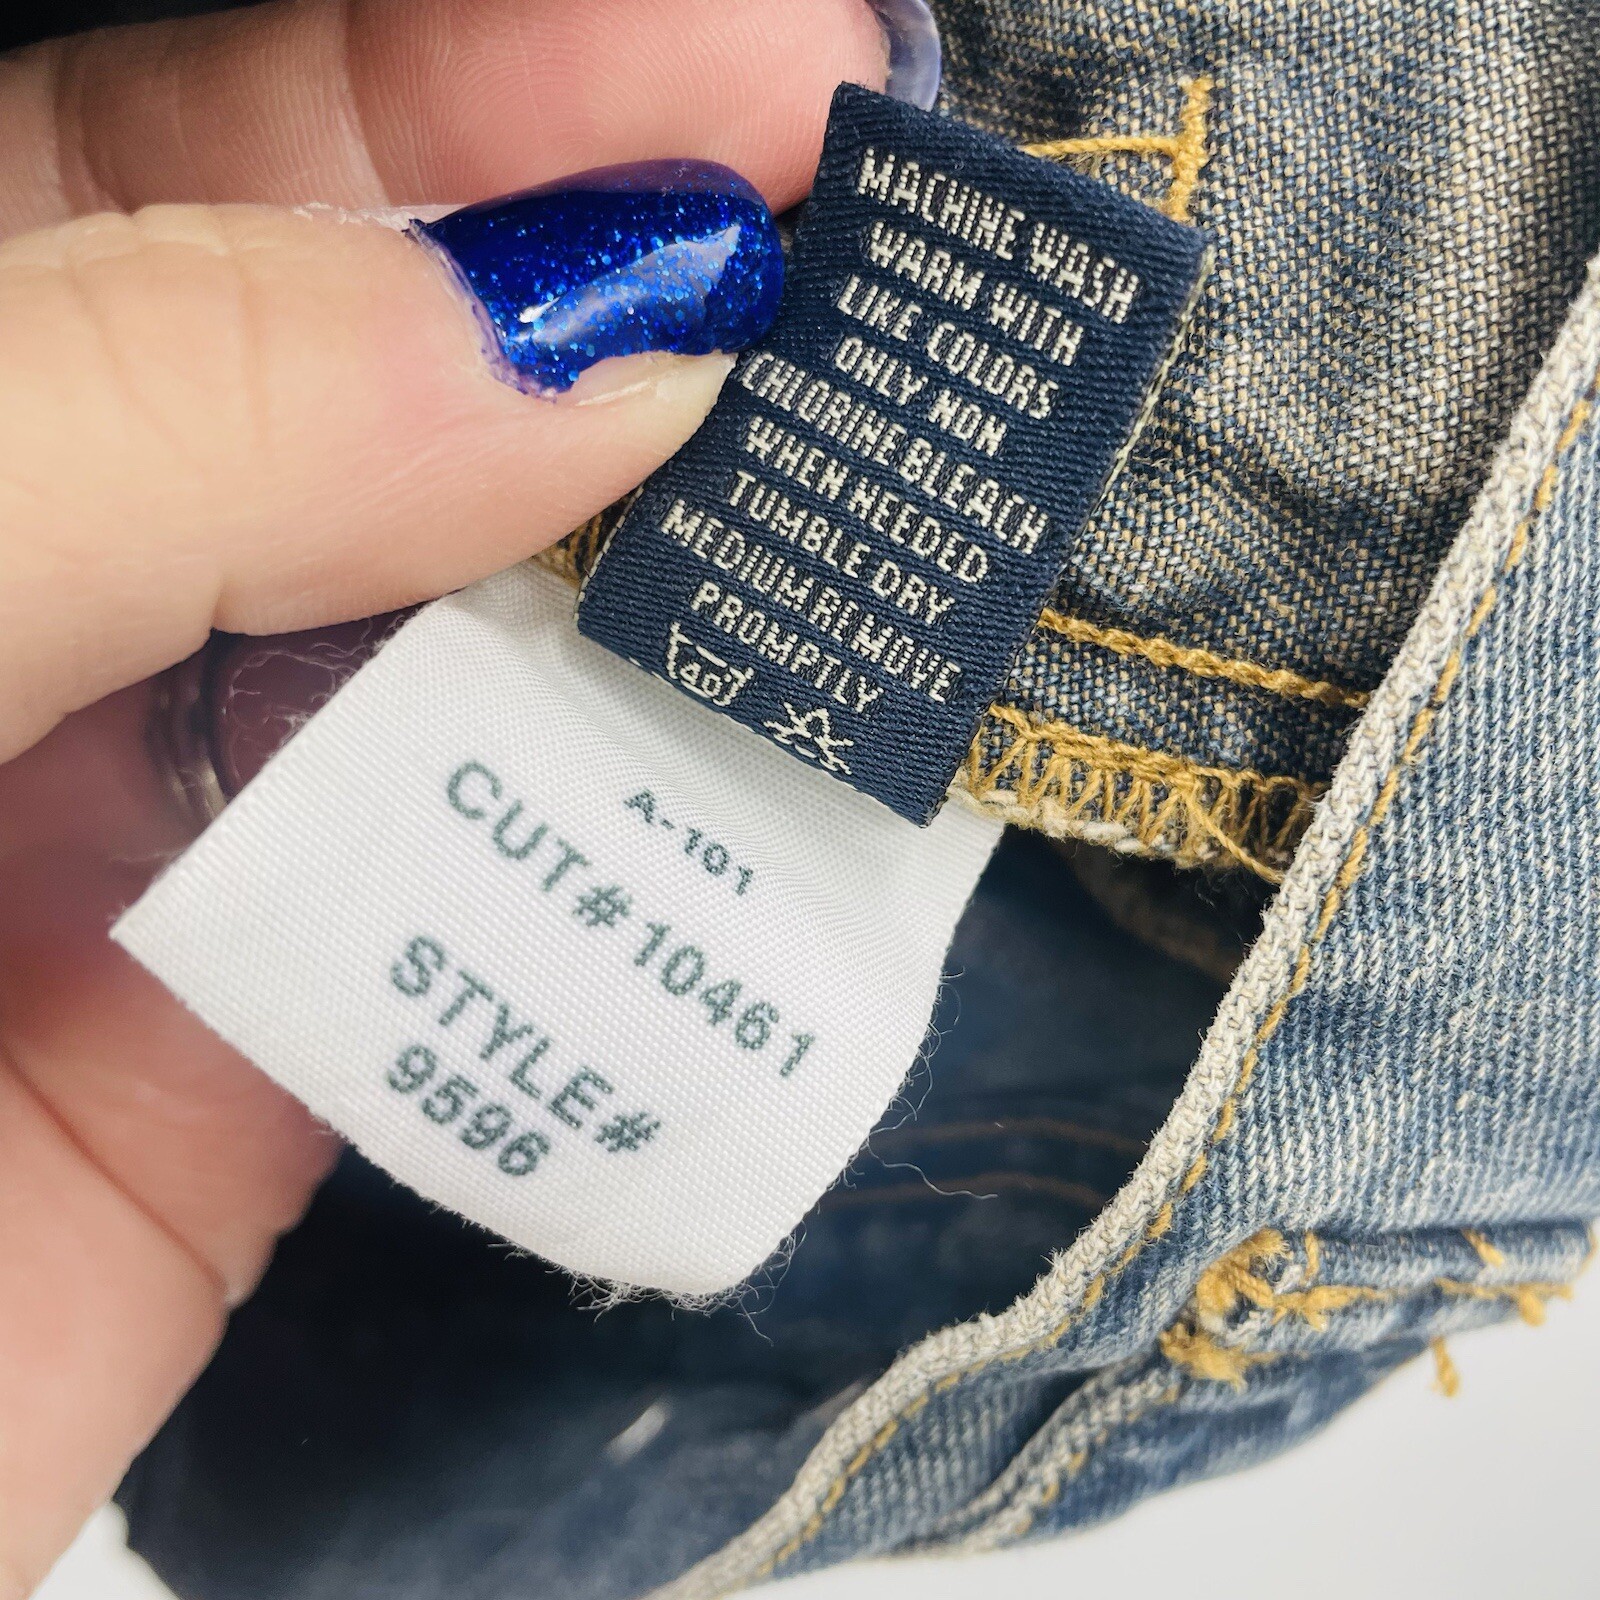 MACHINE WASH
WARM WITH
LIKE COLORS
ONLY NON
CHLORINE BLEACH
WHEN NEEDED
TUMBLE DRY
MEDIUM REMOVE
PROMPTLY
40
A-101
CUT#10461
STYLE#
9596